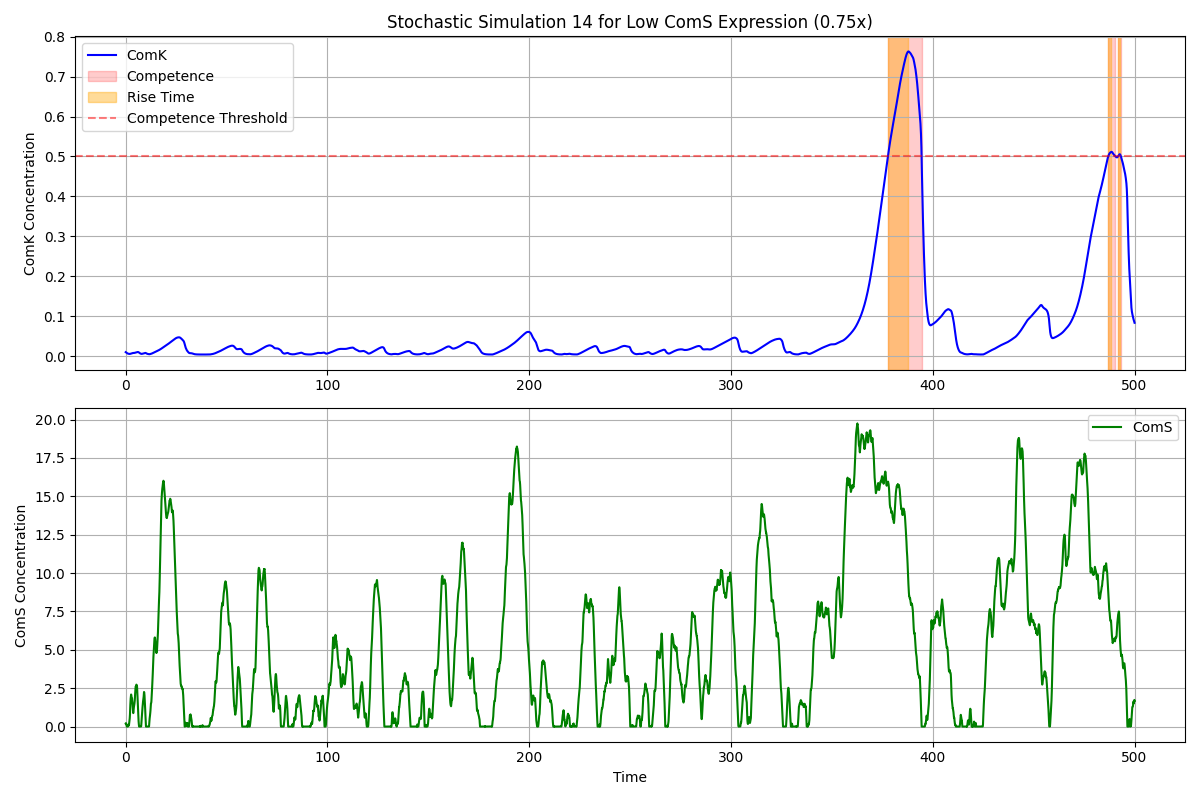 Stochastic Simulation 14 for Low ComS Expression (0.75x)
ComK
Competence
Rise Time
Competence Threshold
ComK Concentration
0.8
0.7
0.6
0.5
0.4
0.3
0.2
0.1
0.0
0 100 200 300 400 500
ComS
ComS Concentration
20.0
17.5
15.0
12.5
10.0
7.5
5.0
2.5
0.0
0 100 200 300 400 500
Time